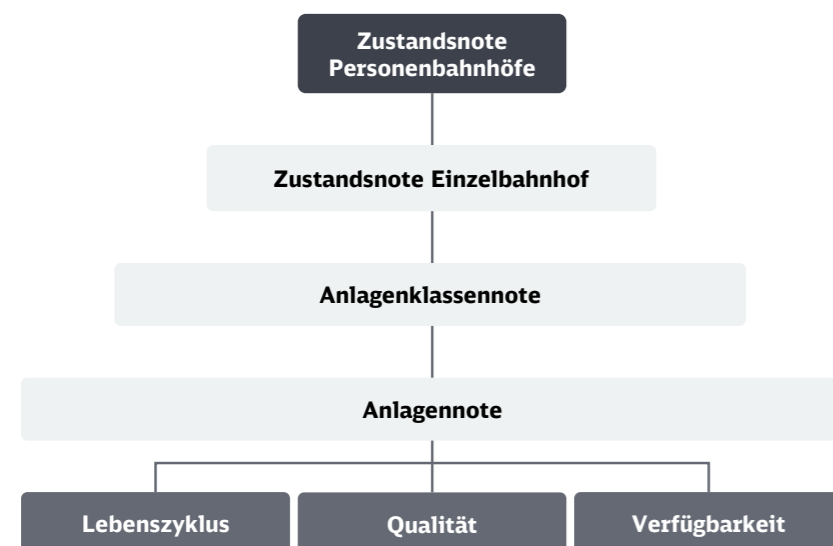 Zustandsnote
Personenbahnhöfe
Zustandsnote Einzelbahnhof
Anlagenklassennote
Anlagennote
Lebenszyklus
Qualität
Verfügbarkeit